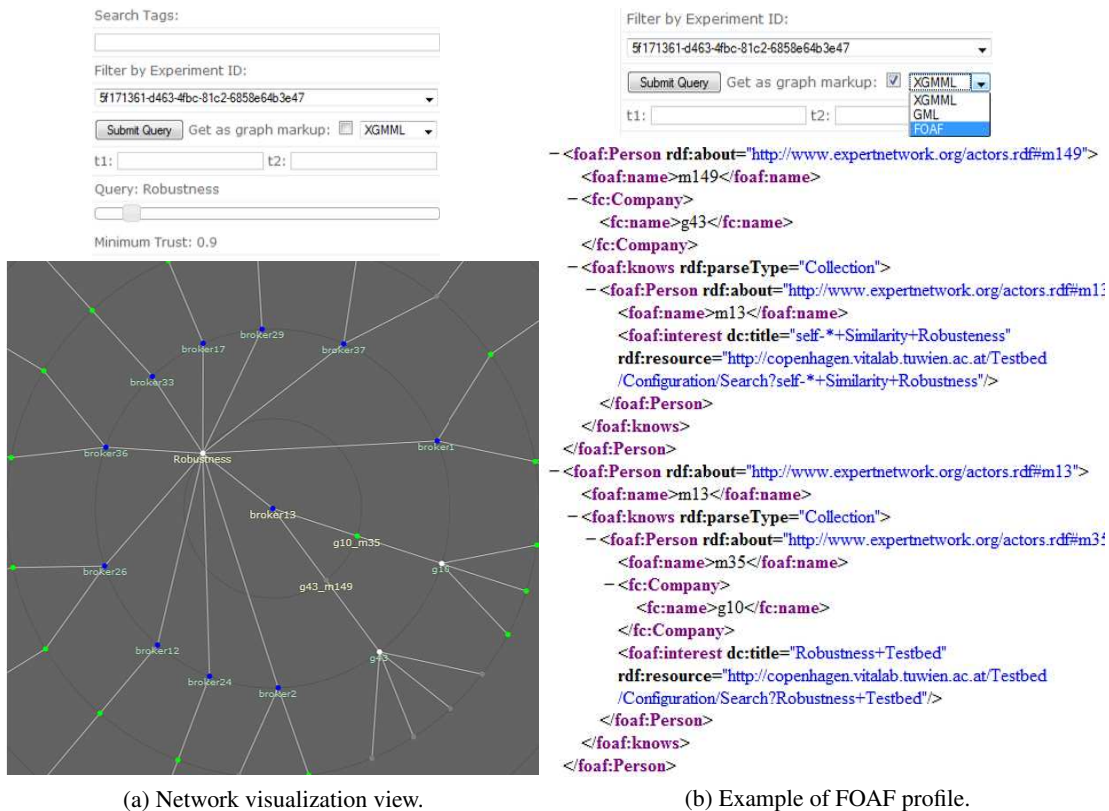 Search Tags:
Filter by Experiment ID:
5f171361-d463-4fbc-81c2-6858e64b3e47
Submit Query Get as graph markup: XGMML
t1: t2:
Query: Robustness
Minimum Trust: 0.9
broker29
broker17
broker37
broker33
broker36
broker1
Robustness
broker13
g10_m35
g10
broker26
g43_m149
broker12
g43
broker24
broker2
(a) Network visualization view.
Filter by Experiment ID:
5f171361-d463-4fbc-81c2-6858e64b3e47
Submit Query Get as graph markup: XGMML
XGMML
GML
FOAF
t1: t2:
−<foaf:Person rdf:about="http://www.expertnetwork.org/actors.rdf#m149">
<foaf:name>m149</foaf:name>
−<fc:Company>
<fc:name>g43</fc:name>
</fc:Company>
−<foaf:knows rdf:parseType="Collection">
−<foaf:Person rdf:about="http://www.expertnetwork.org/actors.rdf#m13
<foaf:name>m13</foaf:name>
<foaf:interest dc:title="self-*+Similarity+Robusteness"
rdf:resource="http://copenhagen.vitalab.tuwien.ac.at/Testbed
/Configuration/Search?self-*+Similarity+Robustness"/>
</foaf:Person>
</foaf:knows>
</foaf:Person>
−<foaf:Person rdf:about="http://www.expertnetwork.org/actors.rdf#m13">
<foaf:name>m13</foaf:name>
−<foaf:knows rdf:parseType="Collection">
−<foaf:Person rdf:about="http://www.expertnetwork.org/actors.rdf#m35
<foaf:name>m35</foaf:name>
−<fc:Company>
<fc:name>g10</fc:name>
</fc:Company>
<foaf:interest dc:title="Robustness+Testbed"
rdf:resource="http://copenhagen.vitalab.tuwien.ac.at/Testbed
/Configuration/Search?Robustness+Testbed"/>
</foaf:Person>
</foaf:knows>
</foaf:Person>
(b) Example of FOAF profile.